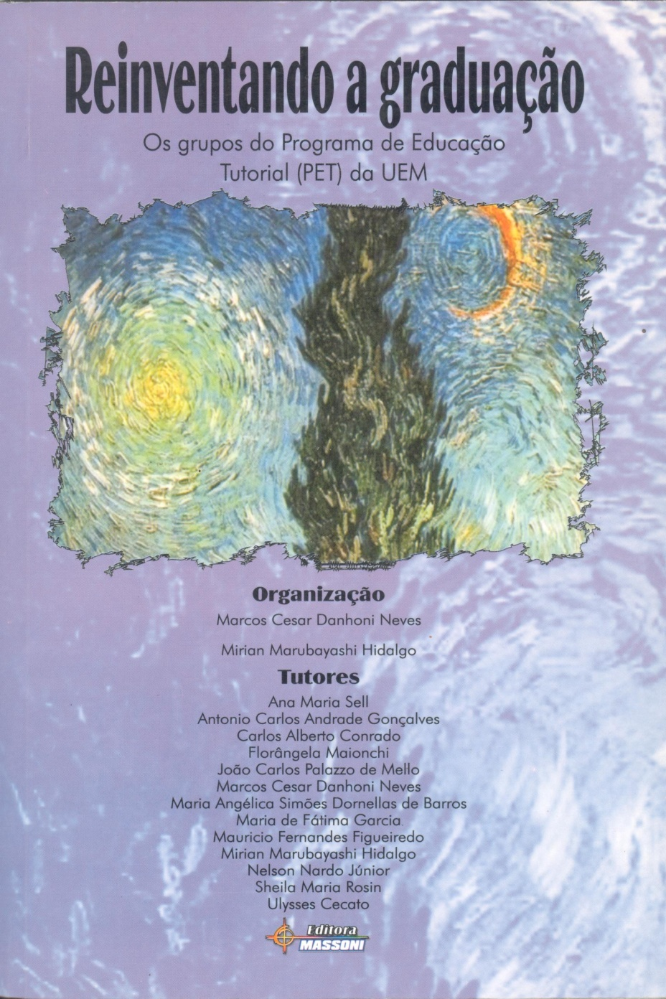 Reinventando a graduação
Os grupos do Programa de Educação
Tutorial (PET) da UEM
Organização
Marcos Cesar Danhoni Neves
Mirian Marubayashi Hidalgo
Tutores
Ana Maria Sell
Antonio Carlos Andrade Gonçalves
Carlos Alberto Conrado
Florângela Maionchi
João Carlos Palazzo de Mello
Marcos Cesar Danhoni Neves
Maria Angélica Simões Dornellas de Barros
Maria de Fátima Garcia
Mauricio Fernandes Figueiredo
Mirian Marubayashi Hidalgo
Nelson Nardo Júnior
Sheila Maria Rosin
Ulysses Cecato
Editora
MASSONI